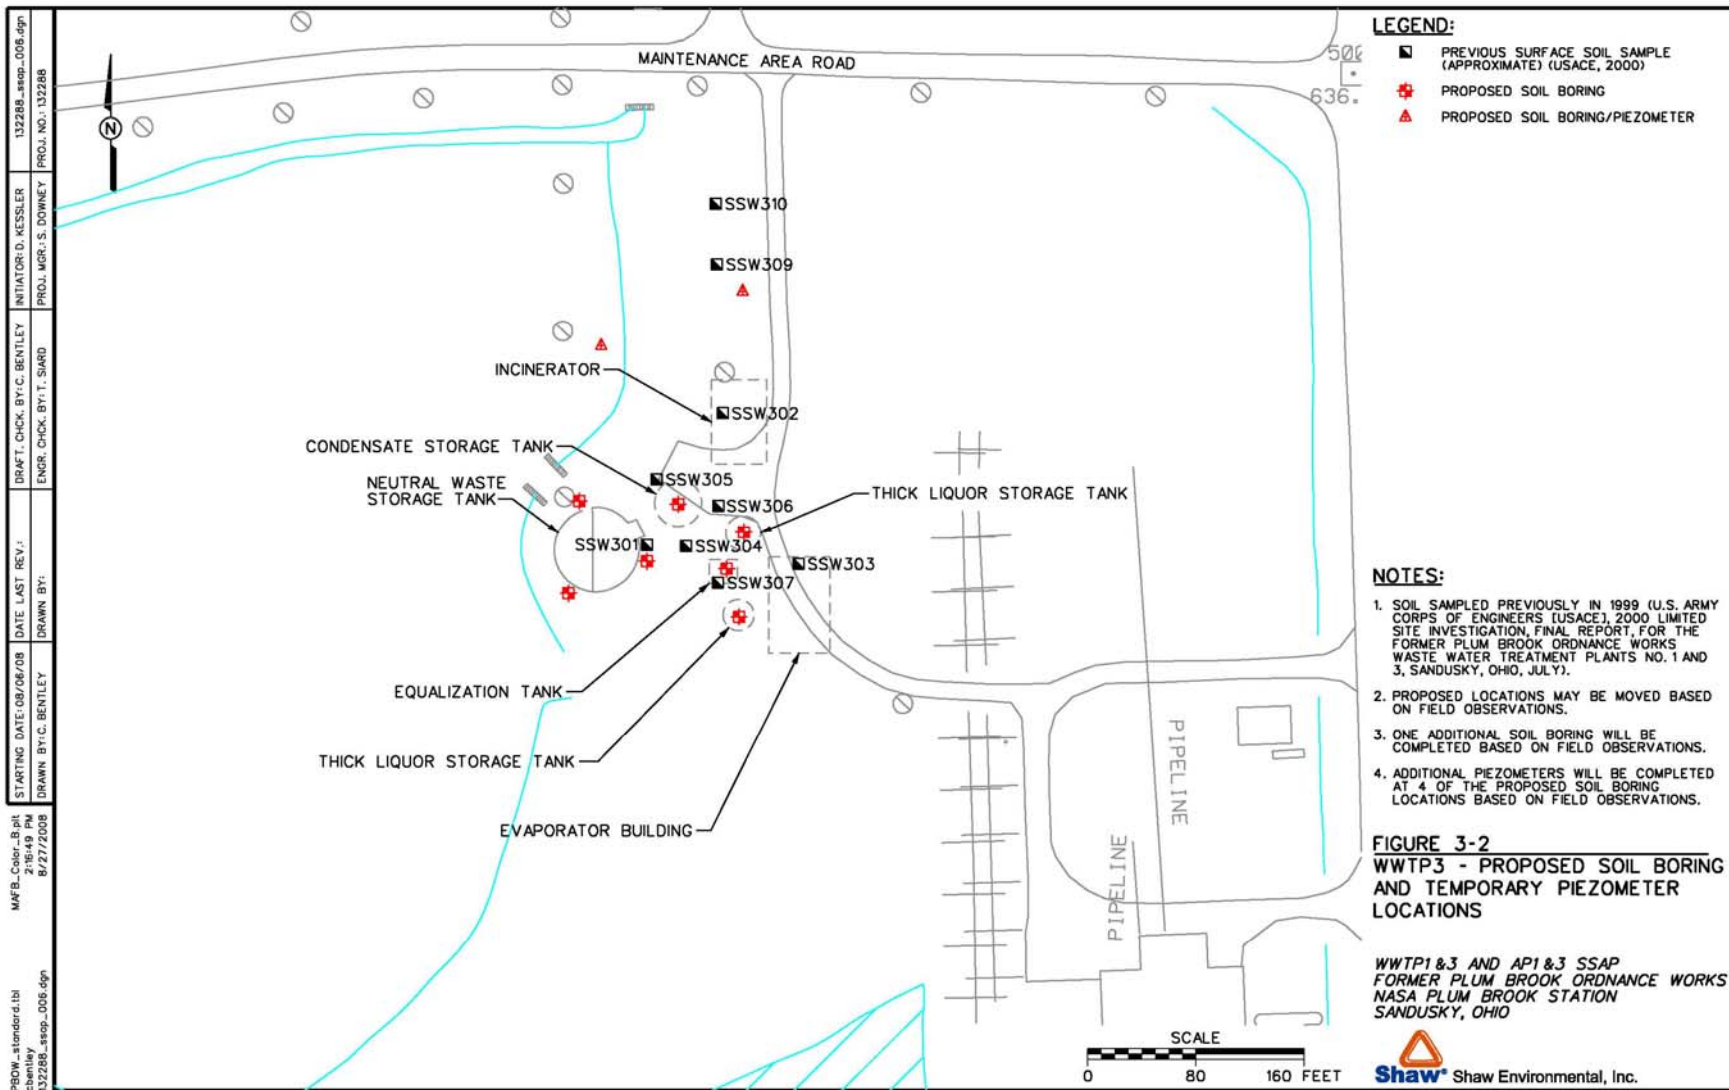 132288_ssap_006.dgn
PROJ. NO.: 132288
INITIATOR: D. KESSLER
PROJ. MGR.: S. DOWNEY
DRAFT. CHCK. BY: C. BENTLEY
ENGR. CHCK. BY: T. SIARD
DATE LAST REV.:
DRAWN BY:
STARTING DATE: 08/06/08
DRAWN BY: C. BENTLEY
MAFB_Color_B.plt
2:16:49 PM
8/27/2008
PBOW_standard.tbl
cbentley
132288_ssap_006.dgn
N
MAINTENANCE AREA ROAD
636.
SSW310
SSW309
INCINERATOR
SSW302
CONDENSATE STORAGE TANK
SSW305
NEUTRAL WASTE
STORAGE TANK
SSW306
THICK LIQUOR STORAGE TANK
SSW301
SSW304
SSW303
SSW307
EQUALIZATION TANK
THICK LIQUOR STORAGE TANK
EVAPORATOR BUILDING
PIPELINE
PIPELINE
SCALE
0 80 160 FEET
LEGEND:
PREVIOUS SURFACE SOIL SAMPLE
(APPROXIMATE) (USACE, 2000)
PROPOSED SOIL BORING
PROPOSED SOIL BORING/PIEZOMETER
NOTES:
1. SOIL SAMPLED PREVIOUSLY IN 1999 (U.S. ARMY
CORPS OF ENGINEERS [USACE], 2000 LIMITED
SITE INVESTIGATION, FINAL REPORT, FOR THE
FORMER PLUM BROOK ORDNANCE WORKS
WASTE WATER TREATMENT PLANTS NO. 1 AND
3, SANDUSKY, OHIO, JULY).
2. PROPOSED LOCATIONS MAY BE MOVED BASED
ON FIELD OBSERVATIONS.
3. ONE ADDITIONAL SOIL BORING WILL BE
COMPLETED BASED ON FIELD OBSERVATIONS.
4. ADDITIONAL PIEZOMETERS WILL BE COMPLETED
AT 4 OF THE PROPOSED SOIL BORING
LOCATIONS BASED ON FIELD OBSERVATIONS.
FIGURE 3-2
WWTP3 - PROPOSED SOIL BORING
AND TEMPORARY PIEZOMETER
LOCATIONS
WWTP1 &3 AND AP1 &3 SSAP
FORMER PLUM BROOK ORDNANCE WORKS
NASA PLUM BROOK STATION
SANDUSKY, OHIO
Shaw® Shaw Environmental, Inc.